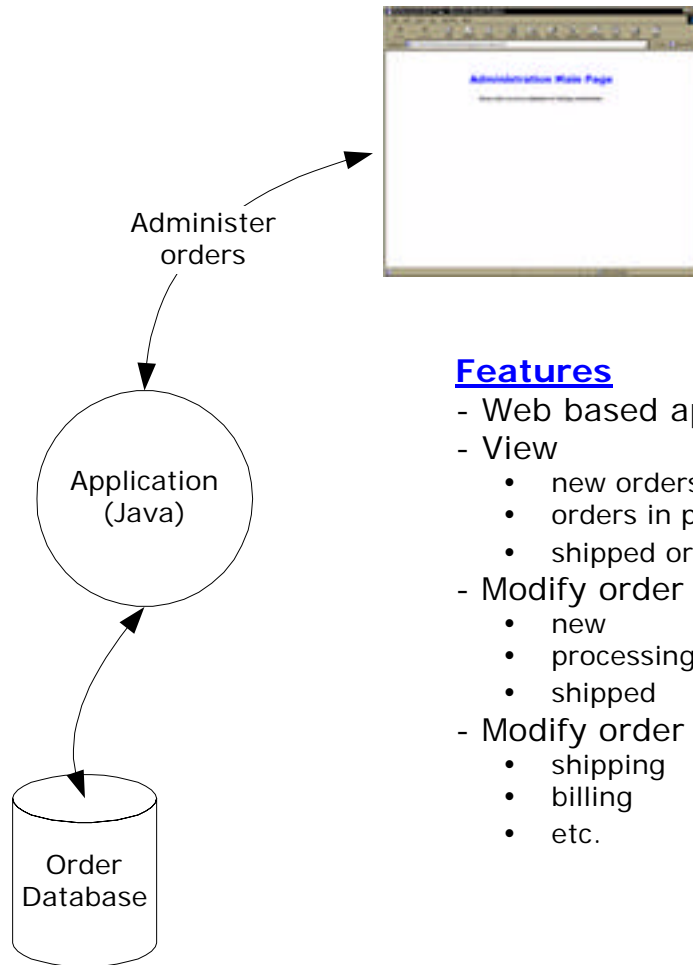 Administration Main Page
Administer
orders
Application
(Java)
Order
Database
Features
- Web based
- View
• new orders
• orders in
• shipped
- Modify order
• new
• processing
• shipped
- Modify order
• shipping
• billing
• etc.